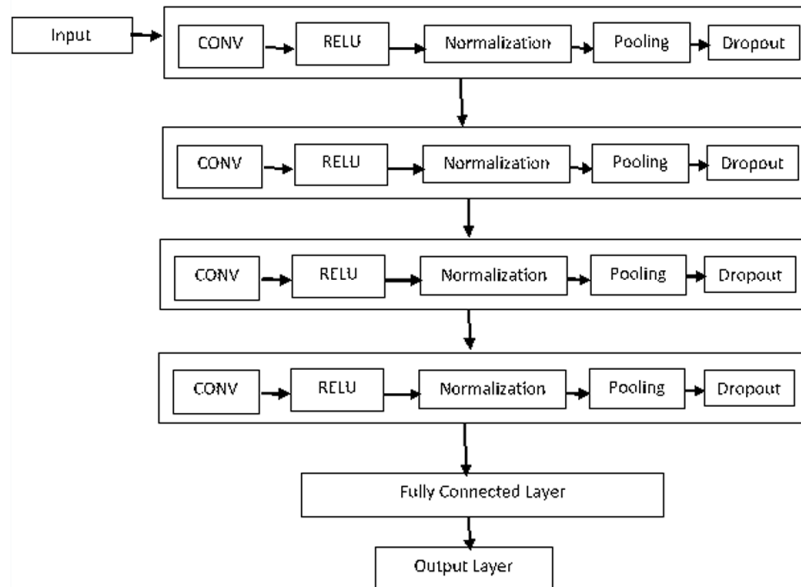 Input
CONV
RELU
Normalization
Pooling
Dropout
CONV
RELU
Normalization
Pooling
Dropout
CONV
RELU
Normalization
Pooling
Dropout
CONV
RELU
Normalization
Pooling
Dropout
Fully Connected Layer
Output Layer